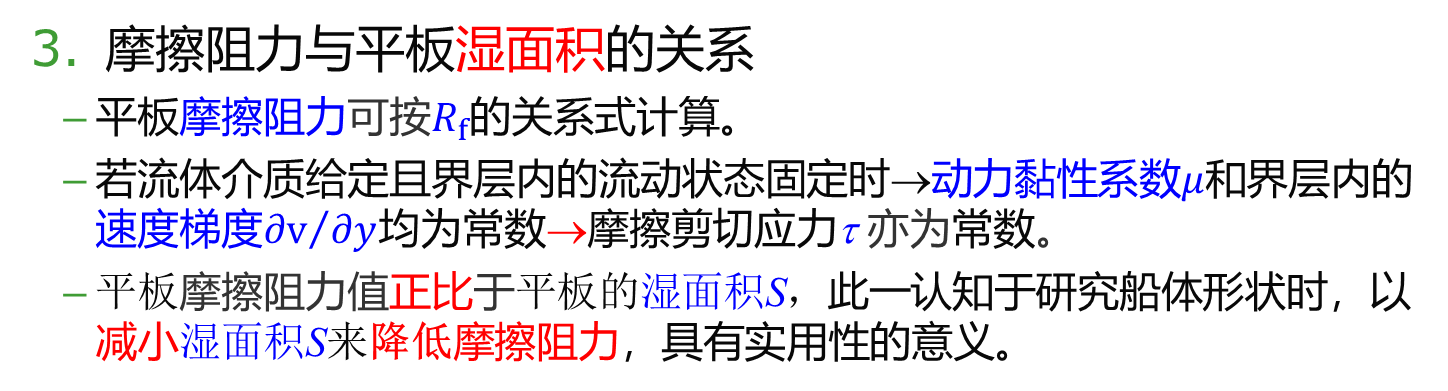 3. 摩擦阻力与平板湿面积的关系
– 平板摩擦阻力可按Rf的关系式计算。
– 若流体介质给定且界层内的流动状态固定时→动力黏性系数μ和界层内的
速度梯度∂v/∂y均为常数→摩擦剪切应力τ 亦为常数。
– 平板摩擦阻力值正比于平板的湿面积S，此一认知于研究船体形状时，以
减小湿面积S来降低摩擦阻力，具有实用性的意义。